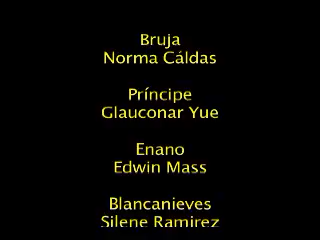 Bruja
Norma Cáldas
Príncipe
Glauconar Yue
Enano
Edwin Mass
Blancanieves
Silene Ramirez